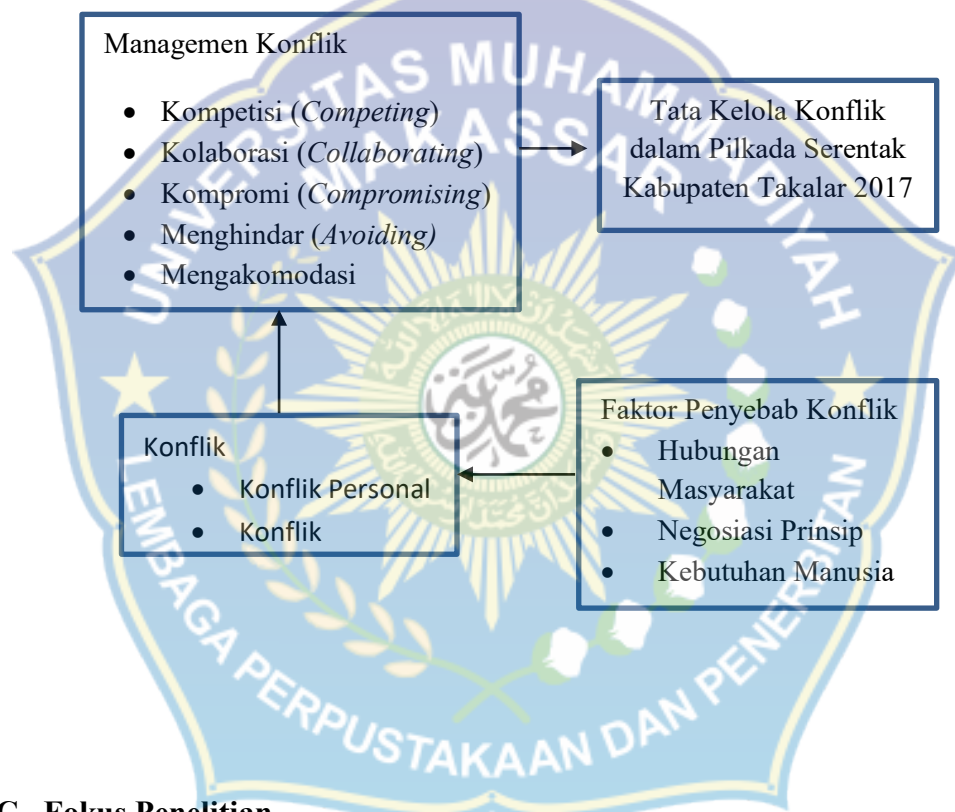 Managemen Konflik
• Kompetisi (Competing)
• Kolaborasi (Collaborating)
• Kompromi (Compromising)
• Menghindar (Avoiding)
• Mengakomodasi
Tata Kelola Konflik
dalam Pilkada Serentak
Kabupaten Takalar 2017
Konflik
• Konflik Personal
• Konflik
Faktor Penyebab Konflik
• Hubungan
Masyarakat
• Negosiasi Prinsip
• Kebutuhan Manusia
UNIVERSITAS MUHAMMADIYAH
MAKASSAR
LEMBAGA PERPUSTAKAAN DAN PENERBITAN
Fokus Penelitian